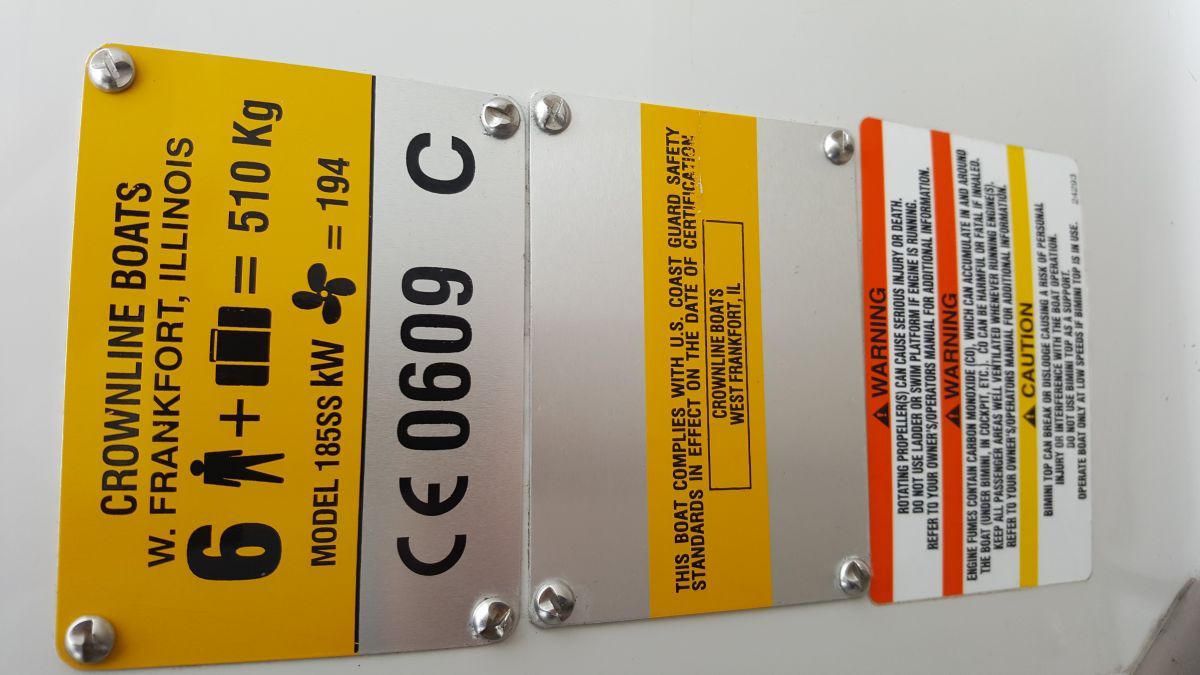 CROWNLINE BOATS
W. FRANKFORT, ILLINOIS
6 + = 510 Kg
MODEL 185SS kW = 194
CE 0609 C
THIS BOAT COMPLIES WITH U.S. COAST GUARD SAFETY
STANDARDS IN EFFECT ON THE DATE OF CERTIFICATION
CROWNLINE BOATS
WEST FRANKFORT, IL
WARNING
ROTATING PROPELLER(S) CAN CAUSE SERIOUS INJURY OR DEATH.
DO NOT USE LADDER OR SWIM PLATFORM IF ENGINE IS RUNNING.
REFER TO YOUR OWNER'S/OPERATORS MANUAL FOR ADDITIONAL INFORMATION.
WARNING
ENGINE FUMES CONTAIN CARBON MONOXIDE (CO), WHICH CAN ACCUMULATE IN AND AROUND
THE BOAT (UNDER BIMINI, IN COCKPIT, ETC.). CO CAN BE HARMFUL OR FATAL IF INHALED.
KEEP ALL PASSENGER AREAS WELL VENTILATED WHENEVER RUNNING ENGINE(S).
REFER TO YOUR OWNER'S/OPERATORS MANUAL FOR ADDITIONAL INFORMATION.
CAUTION
BIMINI TOP CAN BREAK OR DISLODGE CAUSING A RISK OF PERSONAL
INJURY OR INTERFERENCE WITH THE BOAT OPERATION.
DO NOT USE BIMINI TOP AS A SUPPORT.
OPERATE BOAT ONLY AT LOW SPEEDS IF BIMINI TOP IS IN USE.
24293